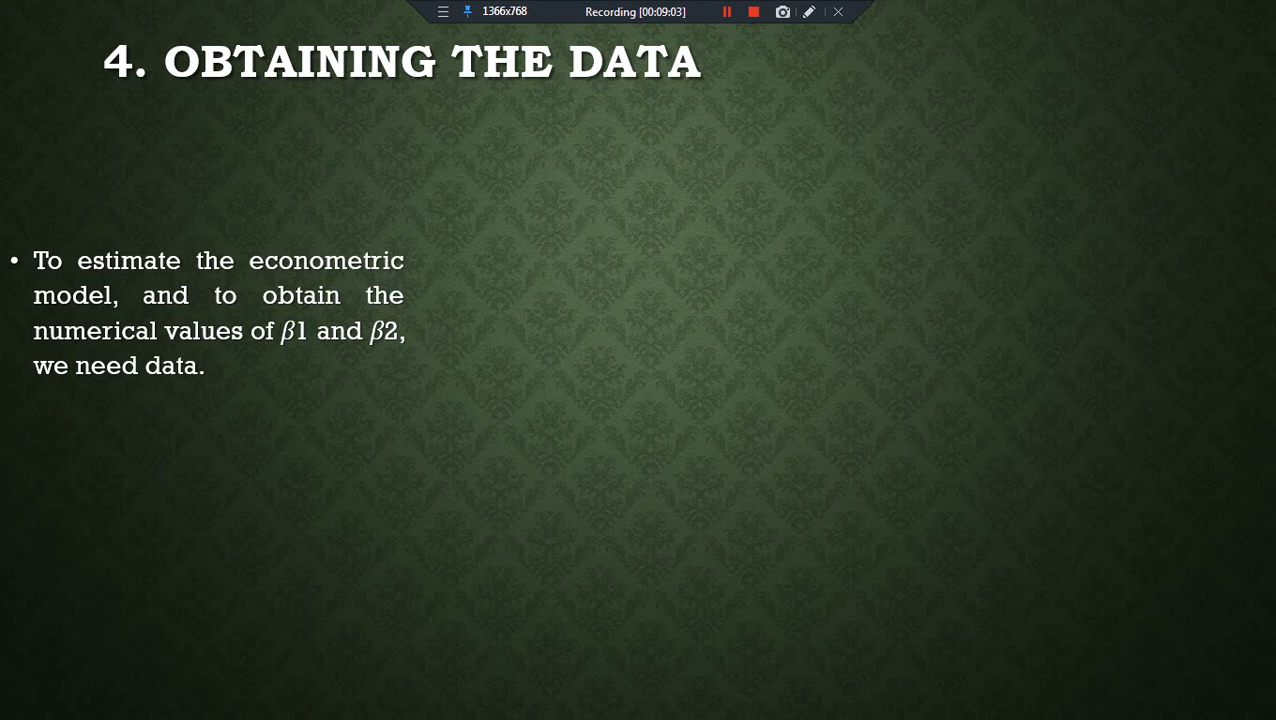 1366x768 Recording [00:09:03]
4. OBTAINING THE DATA
• To estimate the econometric
model, and to obtain the
numerical values of β1 and β2,
we need data.